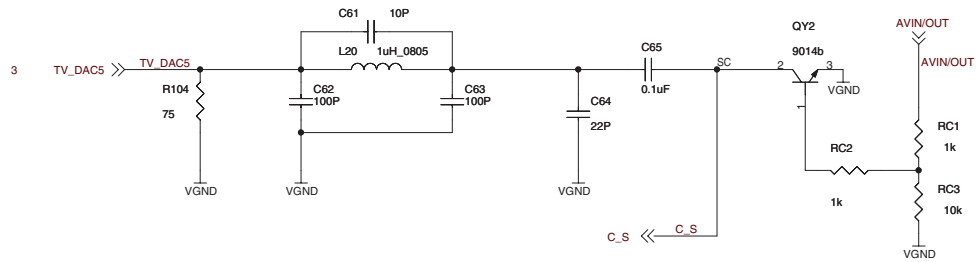 C61 10P
QY2
AVIN/OUT
L20 1uH_0805
C65
9014b
3 TV_DAC5 TV_DAC5
SC
2 3
AVIN/OUT
R104
C62
100P
C63
100P
0.1uF
VGND
75
C64
22P
1
RC1
1k
RC2
VGND VGND VGND
1k
RC3
10k
C_S C_S
VGND